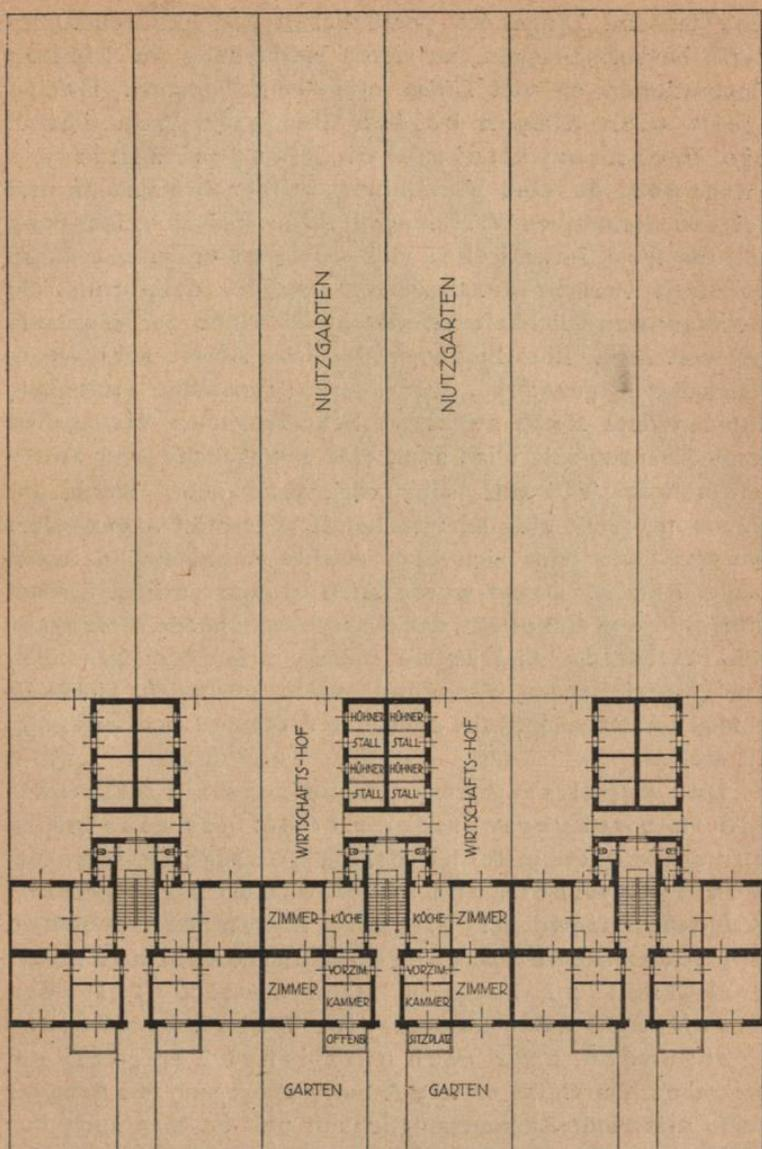 NUTZGARTEN
NUTZGARTEN
WIRTSCHAFTS-HOF
HÜHNER HÜHNER
STALL STALL
HÜHNER HÜHNER
STALL STALL
WIRTSCHAFTS-HOF
ZIMMER KÜCHE KÜCHE ZIMMER
VORZIM. VORZIM.
ZIMMER ZIMMER
KAMMER KAMMER
OFFENER SITZPLATZ
GARTEN GARTEN